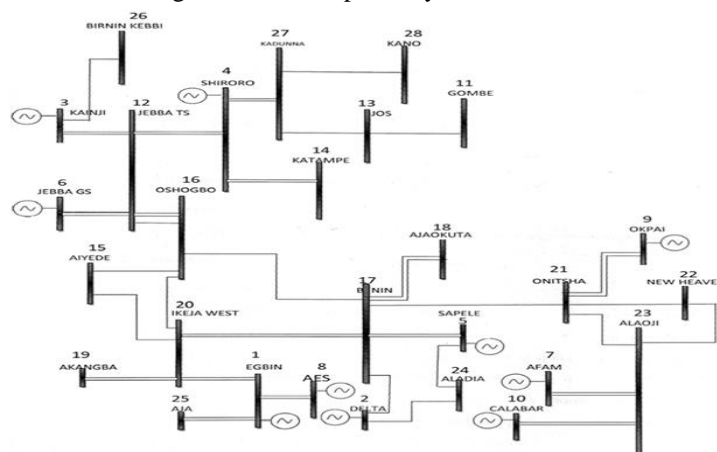 26
BIRNIN KEBBI
27
KADUNNA
28
KANO
4
SHIRORO
11
GOMBE
3
KAINJI
12
JEBBA TS
13
JOS
14
KATAMPE
16
OSHOGBO
6
JEBBA GS
18
AJAOKUTA
9
OKPAI
15
AIYEDE
17
BENIN
21
ONITSHA
22
NEW HEAVE
20
IKEJA WEST
SAPELE
5
23
ALAOJI
19
AKANGBA
1
EGBIN
8
AES
7
AFAM
24
ALADIA
25
AJA
2
DELTA
10
CALABAR